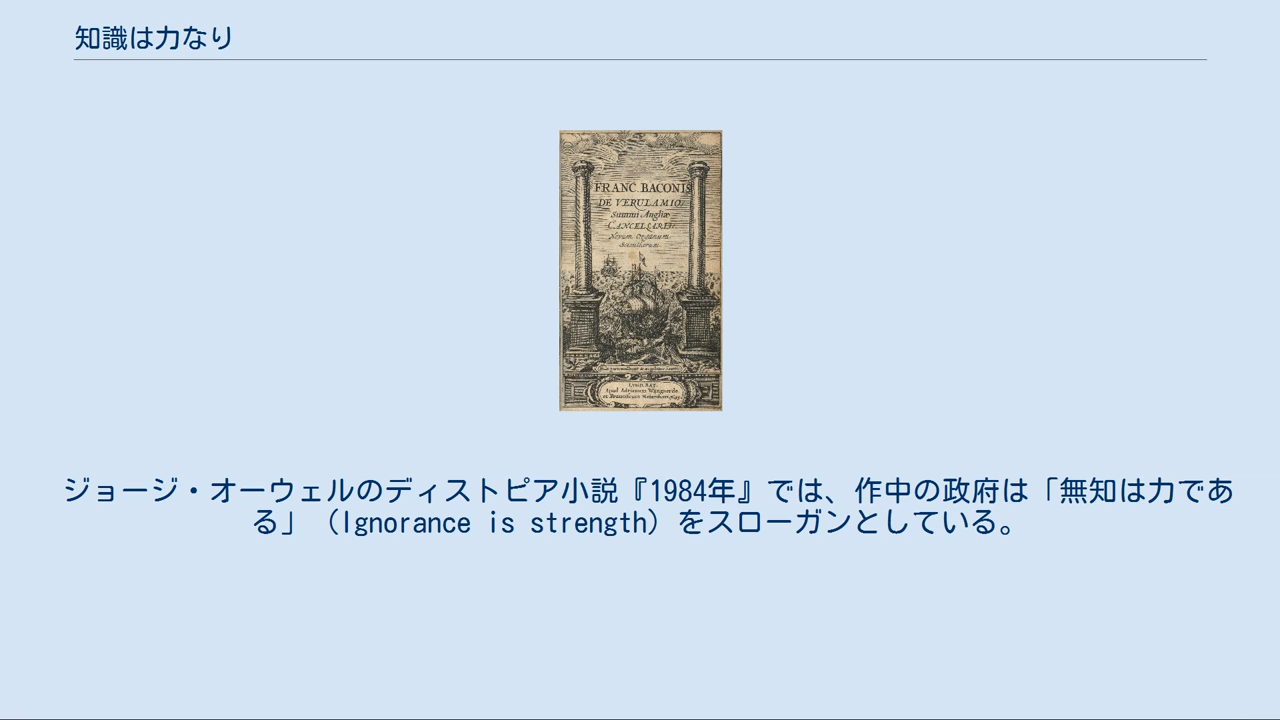 知識は力なり
FRANC. BACONIS
DE VERULAMIO
Summi Angliæ
CANCELLARII
Novum Organum
Scientiarum.
ジョージ・オーウェルのディストピア小説『1984年』では、作中の政府は「無知は力であ
る」（Ignorance is strength）をスローガンとしている。